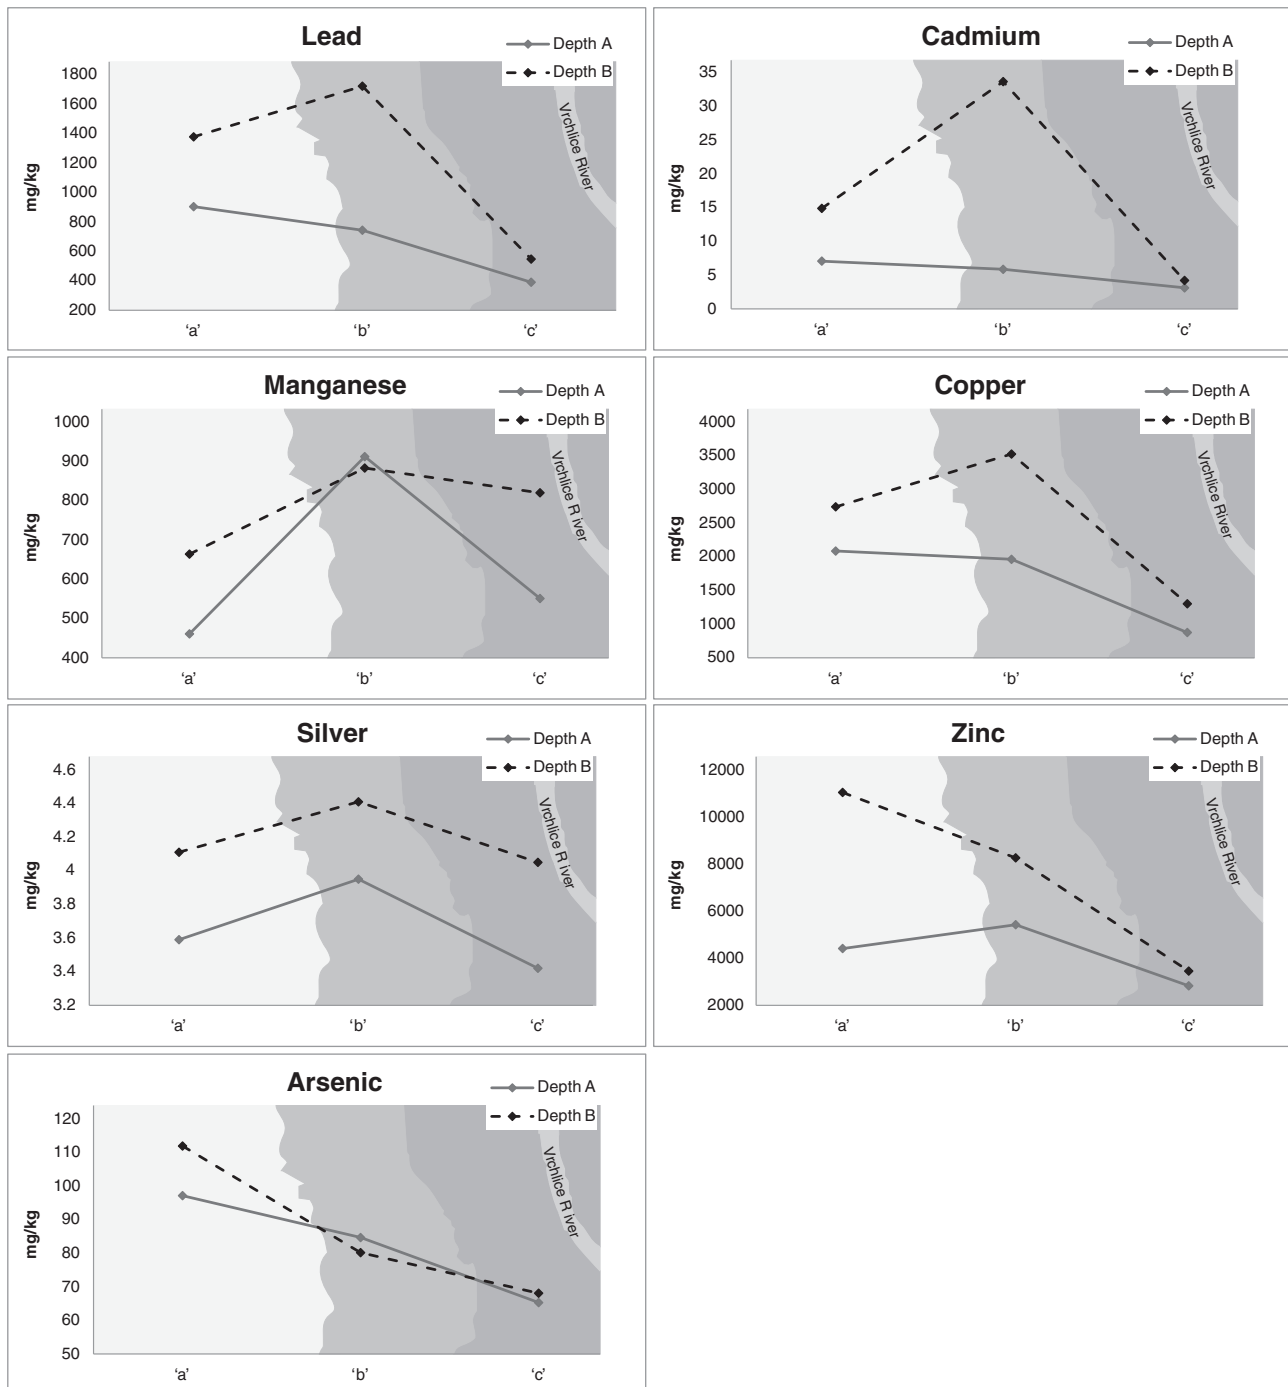 Lead
Depth A
Depth B
1800
1600
1400
1200
1000
800
600
400
200
mg/kg
Vrchlice River
‘a’ ‘b’ ‘c’
Cadmium
Depth A
Depth B
35
30
25
20
15
10
5
0
mg/kg
Vrchlice River
‘a’ ‘b’ ‘c’
Manganese
Depth A
Depth B
1000
900
800
700
600
500
400
mg/kg
Vrchlice R iver
‘a’ ‘b’ ‘c’
Copper
Depth A
Depth B
4000
3500
3000
2500
2000
1500
1000
500
mg/kg
Vrchlice River
‘a’ ‘b’ ‘c’
Silver
Depth A
Depth B
4.6
4.4
4.2
4
3.8
3.6
3.4
3.2
mg/kg
Vrchlice R iver
‘a’ ‘b’ ‘c’
Zinc
Depth A
Depth B
12000
10000
8000
6000
4000
2000
mg/kg
Vrchlice River
‘a’ ‘b’ ‘c’
Arsenic
Depth A
Depth B
120
110
100
90
80
70
60
50
mg/kg
Vrchlice R iver
‘a’ ‘b’ ‘c’